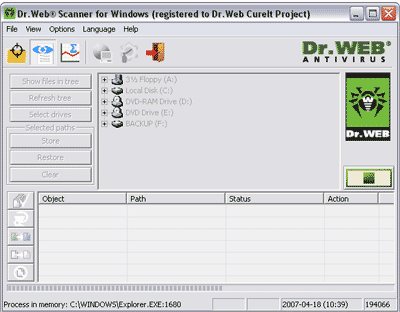 Dr.Web® Scanner for Windows (registered to Dr.Web CureIt Project)
File View Options Language Help
Dr.WEB®
ANTIVIRUS
Show files in tree
Refresh tree
Select drives
Selected paths
Store
Restore
Clear
3½ Floppy (A:)
Local Disk (C:)
DVD-RAM Drive (D:)
DYD Drive (E:)
BACKUP (F:)
Dr.WEB
Object Path Status Action
Process in memory: C:\WINDOWS\Explorer.EXE:1680 2007-04-18 (10:39) 194066